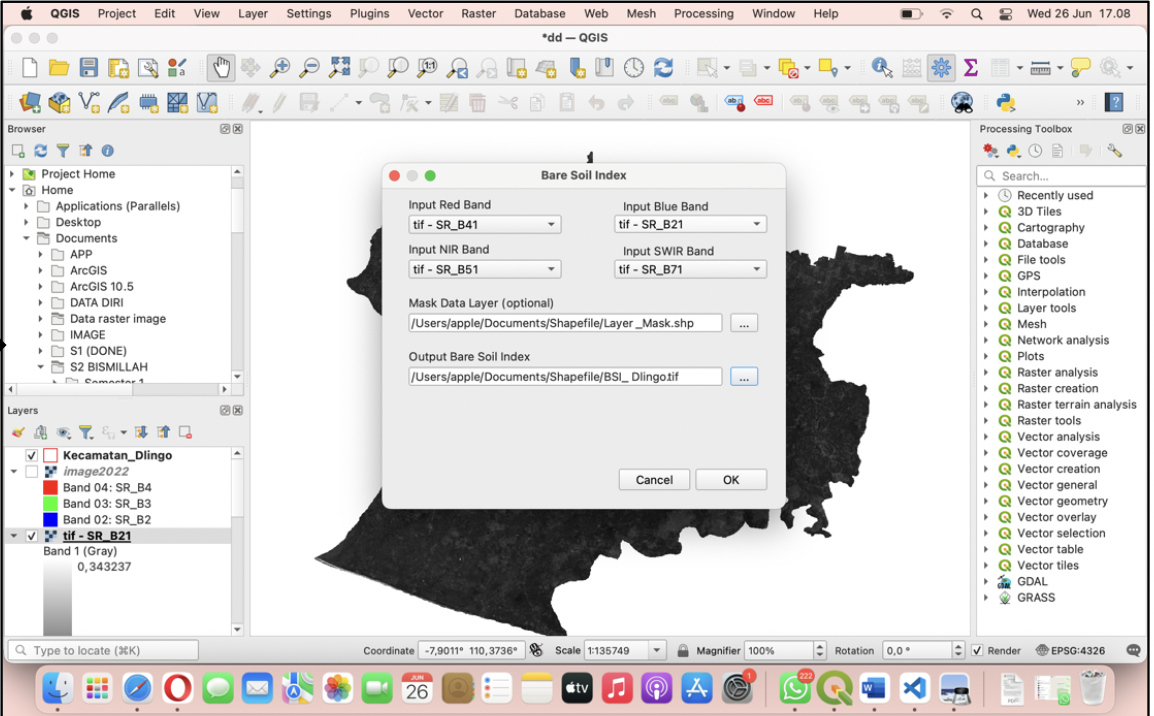 QGIS Project Edit View Layer Settings Plugins Vector Raster Database Web Mesh Processing Window Help Wed 26 Jun 17.08
*dd — QGIS
1:1
abc
Browser
Project Home
Home
Applications (Parallels)
Desktop
Documents
APP
ArcGIS
ArcGIS 10.5
DATA DIRI
Data raster image
IMAGE
S1 (DONE)
S2 BISMILLAH
Semester 1
Layers
Kecamatan_Dlingo
image2022
Band 04: SR_B4
Band 03: SR_B3
Band 02: SR_B2
tif - SR_B21
Band 1 (Gray)
0,343237
Bare Soil Index
Input Red Band
Input Blue Band
tif - SR_B41
tif - SR_B21
Input NIR Band
Input SWIR Band
tif - SR_B51
tif - SR_B71
Mask Data Layer (optional)
/Users/apple/Documents/Shapefile/Layer _Mask.shp
...
Output Bare Soil Index
/Users/apple/Documents/Shapefile/BSI_ Dlingo.tif
...
Cancel
OK
Processing Toolbox
Search...
Recently used
3D Tiles
Cartography
Database
File tools
GPS
Interpolation
Layer tools
Mesh
Network analysis
Plots
Raster analysis
Raster creation
Raster terrain analysis
Raster tools
Vector analysis
Vector coverage
Vector creation
Vector general
Vector geometry
Vector overlay
Vector selection
Vector table
Vector tiles
GDAL
GRASS
Type to locate (⌘K)
Coordinate -7,9011° 110,3736° Scale 1:135749 Magnifier 100% Rotation 0,0 ° Render EPSG:4326
JUN
26
tv
1
222